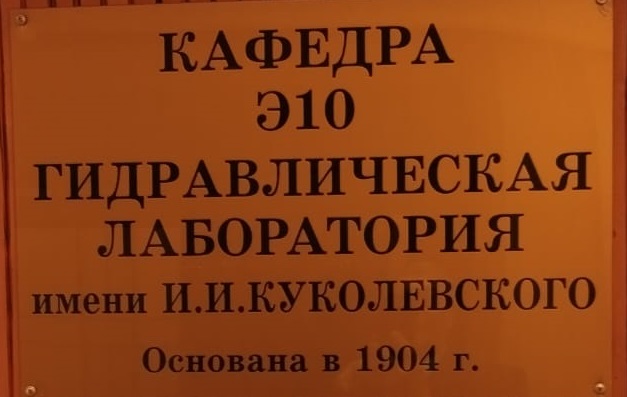 КАФЕДРА
Э10
ГИДРАВЛИЧЕСКАЯ
ЛАБОРАТОРИЯ
имени И.И.КУКОЛЕВСКОГО
Основана в 1904 г.